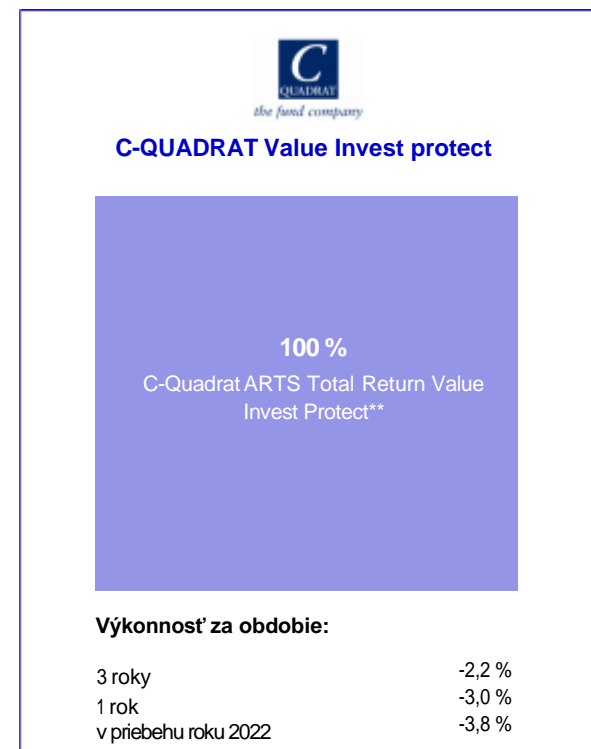 C
QUADRAT
the fund company
C-QUADRAT Value Invest protect
100 %
C-Quadrat ARTS Total Return Value
Invest Protect**
Výkonnosť za obdobie:
3 roky -2,2 %
1 rok -3,0 %
v priebehu roku 2022 -3,8 %